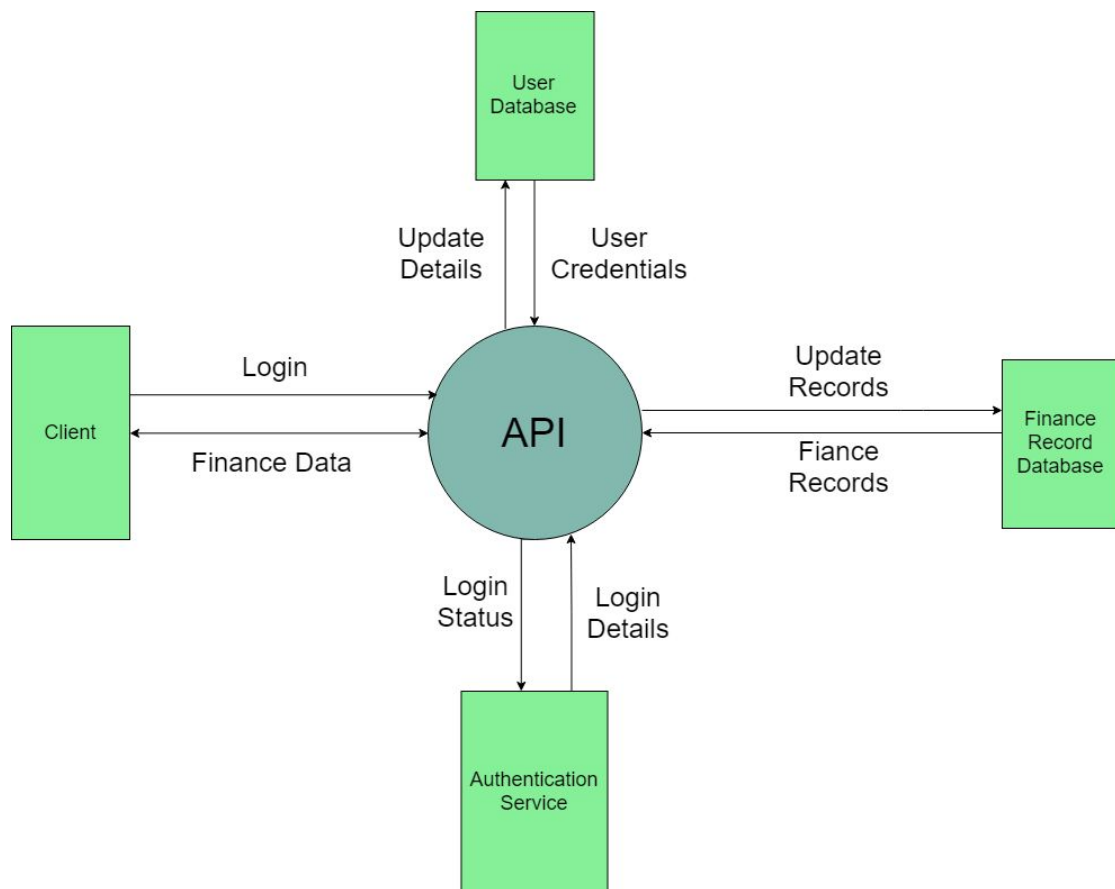 User
Database
Update
Details
User
Credentials
Login
Client
Finance Data
API
Update
Records
Fiance
Records
Finance
Record
Database
Login
Status
Login
Details
Authentication
Service